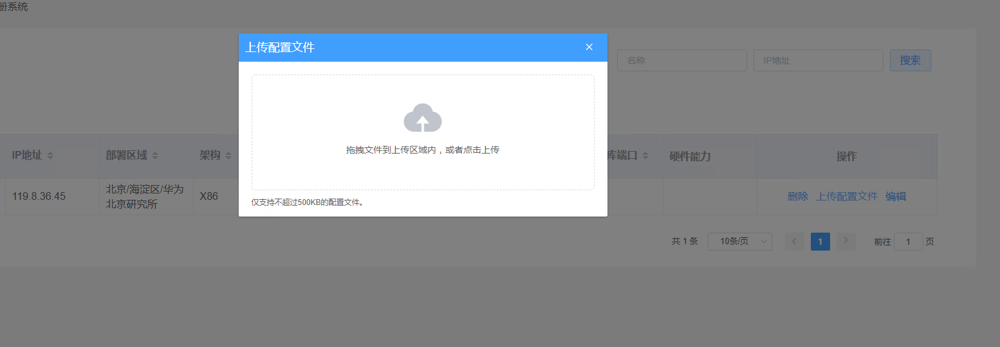 册系统
上传配置文件
名称
IP地址
搜索
拖拽文件到上传区域内，或者点击上传
仅支持不超过500KB的配置文件。
IP地址
部署区域
架构
库端口
硬件能力
操作
119.8.36.45
北京/海淀区/华为
北京研究所
X86
删除 上传配置文件 编辑
共 1 条
10条/页
1
前往 1 页